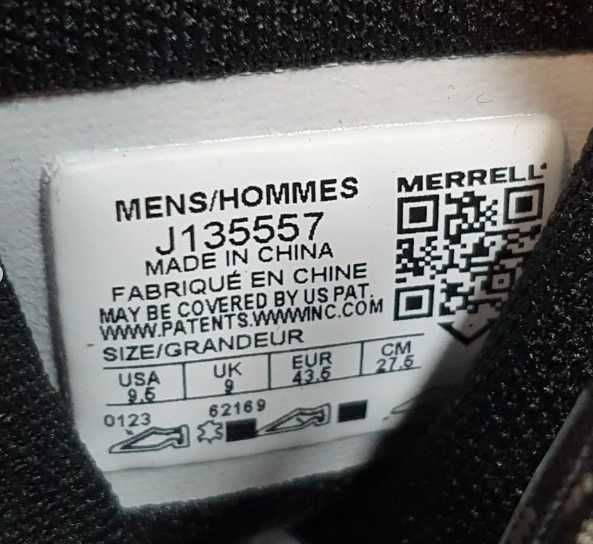 MENS/HOMMES
MERRELL
J135557
MADE IN CHINA
FABRIQUÉ EN CHINE
MAY BE COVERED BY US PAT.
WWW.PATENTS.WWWINC.COM
SIZE/GRANDEUR
USA UK EUR CM
9.5 9 43.5 27.5
0123 62169